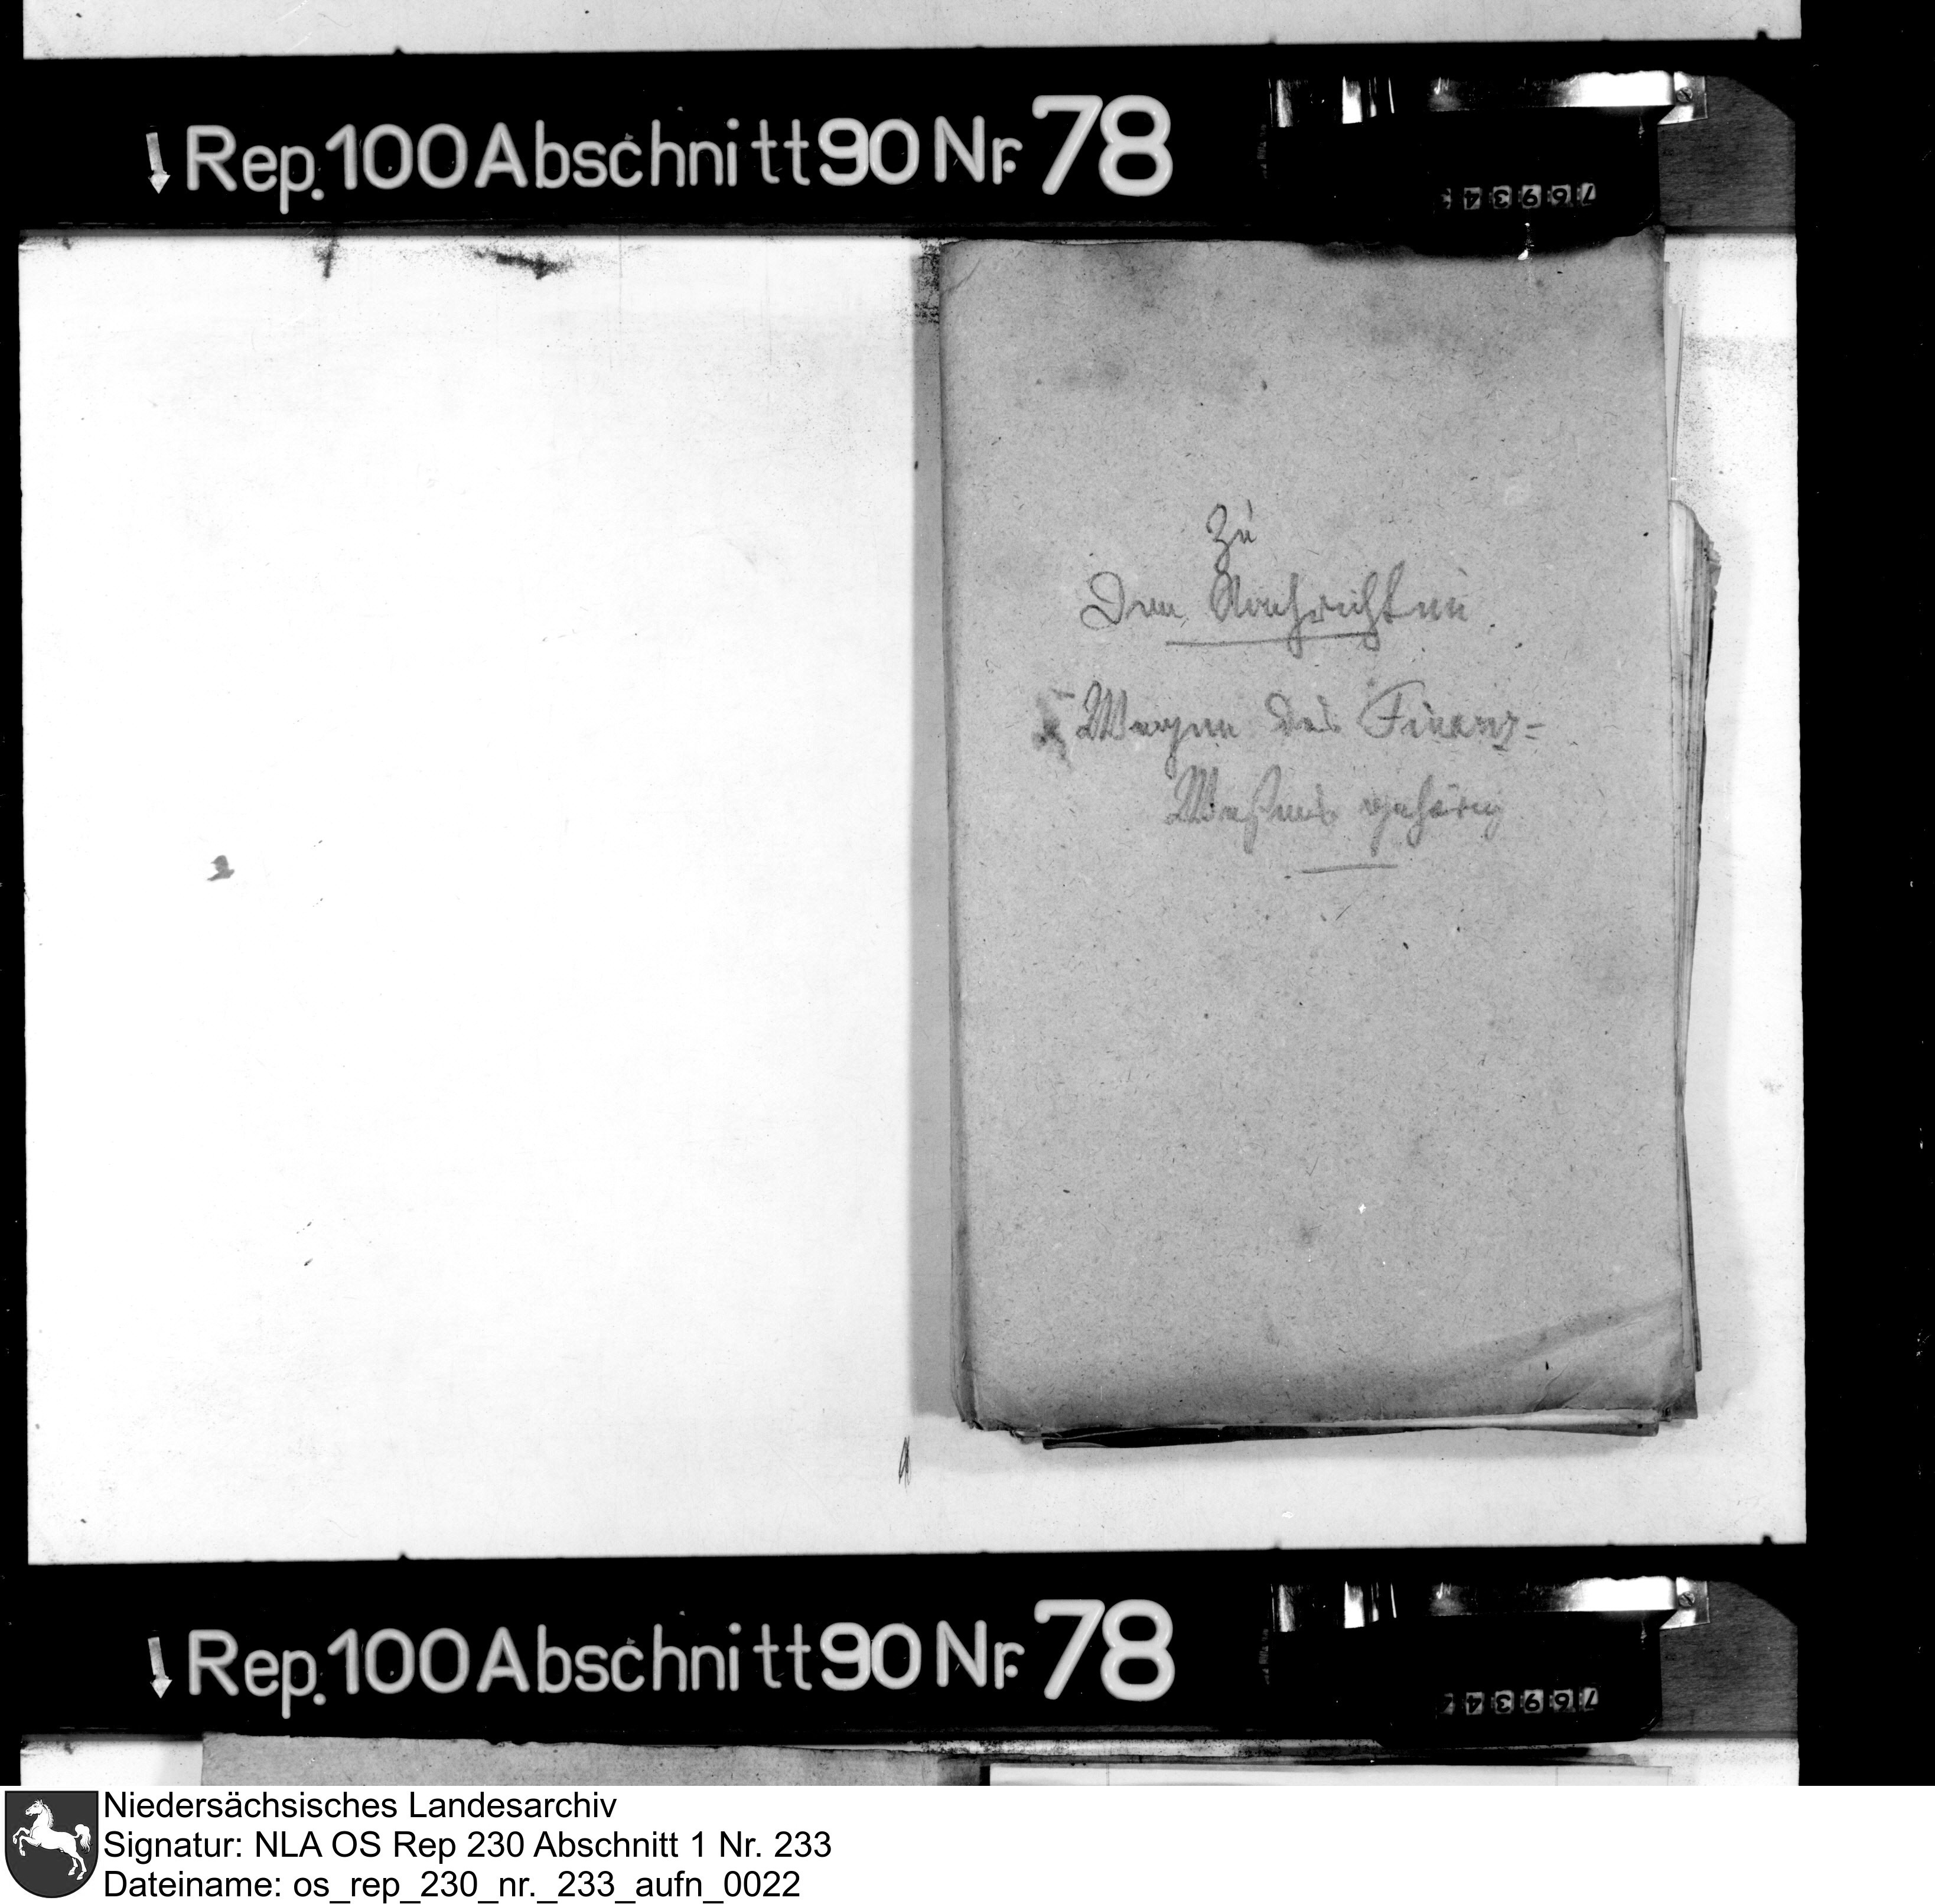 Rep. 100 Abschnitt 90 Nr. 78
Zu
Den Nachrichten
Wegen des Finanz-
Wesens gehörig
Rep. 100 Abschnitt 90 Nr. 78
Niedersächsisches Landesarchiv
Signatur: NLA OS Rep 230 Abschnitt 1 Nr. 233
Dateiname: os_rep_230_nr._233_aufn_0022